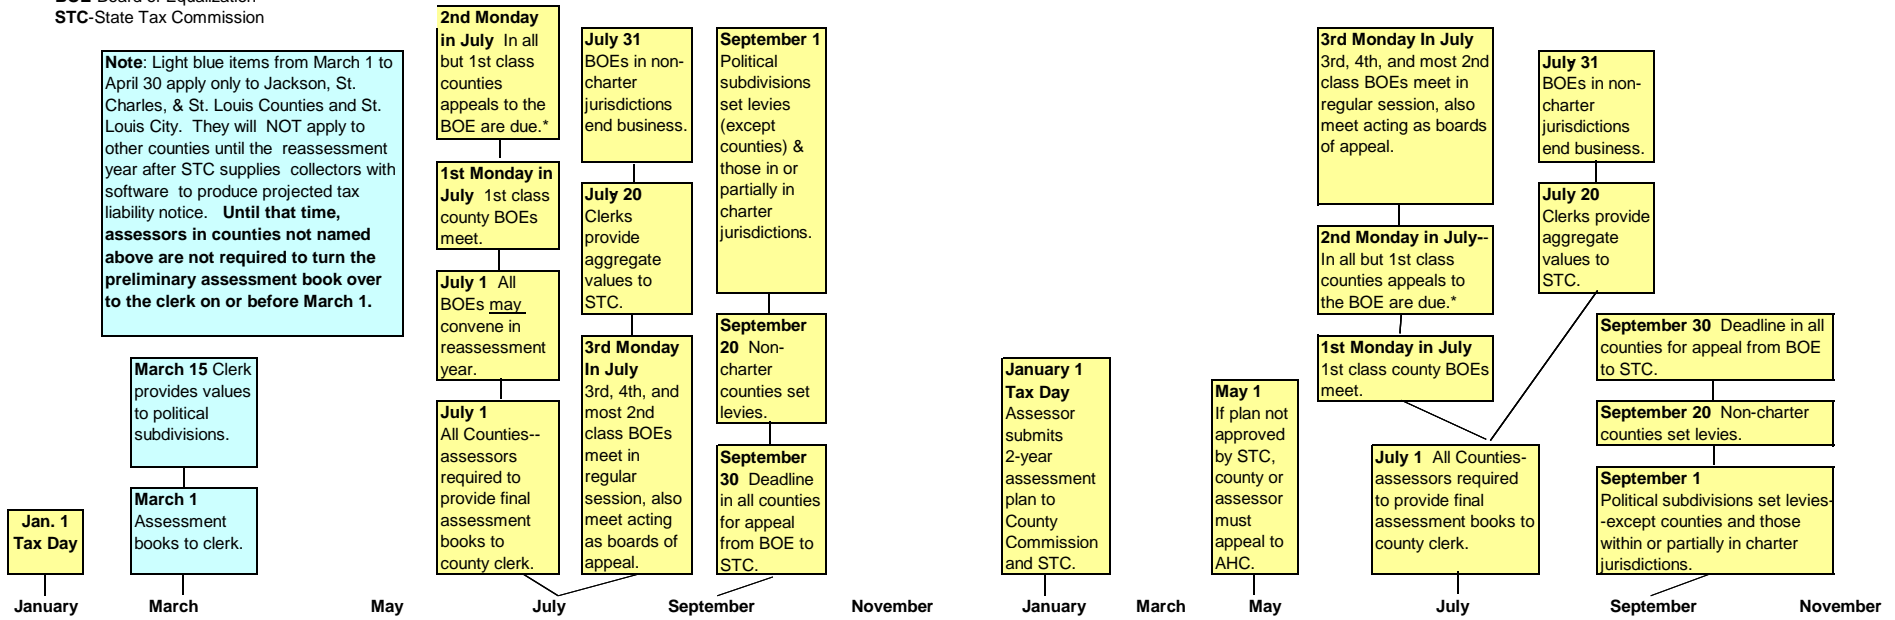 BOE-Board of Equalization
STC-State Tax Commission
Note: Light blue items from March 1 to
April 30 apply only to Jackson, St.
Charles, & St. Louis Counties and St.
Louis City. They will NOT apply to
other counties until the reassessment
year after STC supplies collectors with
software to produce projected tax
liability notice. Until that time,
assessors in counties not named
above are not required to turn the
preliminary assessment book over
to the clerk on or before March 1.
March 15 Clerk
provides values
to political
subdivisions.
March 1
Assessment
books to clerk.
Jan. 1
Tax Day
2nd Monday
in July In all
but 1st class
counties
appeals to the
BOE are due.*
1st Monday in
July 1st class
county BOEs
meet.
July 1 All
BOEs may
convene in
reassessment
year.
July 1
All Counties--
assessors
required to
provide final
assessment
books to
county clerk.
July 31
BOEs in non-
charter
jurisdictions
end business.
July 20
Clerks
provide
aggregate
values to
STC.
3rd Monday
In July
3rd, 4th, and
most 2nd
class BOEs
meet in
regular
session, also
meet acting
as boards of
appeal.
September 1
Political
subdivisions
set levies
(except
counties) &
those in or
partially in
charter
jurisdictions.
September
20 Non-
charter
counties set
levies.
September
30 Deadline
in all counties
for appeal
from BOE to
STC.
January 1
Tax Day
Assessor
submits
2-year
assessment
plan to
County
Commission
and STC.
May 1
If plan not
approved
by STC,
county or
assessor
must
appeal to
AHC.
3rd Monday In July
3rd, 4th, and most 2nd
class BOEs meet in
regular session, also
meet acting as boards
of appeal.
2nd Monday in July--
In all but 1st class
counties appeals to
the BOE are due.*
1st Monday in July
1st class county BOEs
meet.
July 1 All Counties-
assessors required
to provide final
assessment books to
county clerk.
July 31
BOEs in non-
charter
jurisdictions
end business.
July 20
Clerks provide
aggregate
values to
STC.
September 30 Deadline in all
counties for appeal from BOE
to STC.
September 20 Non-charter
counties set levies.
September 1
Political subdivisions set levies-
-except counties and those
within or partially in charter
jurisdictions.
January March May July September November January March May July September November